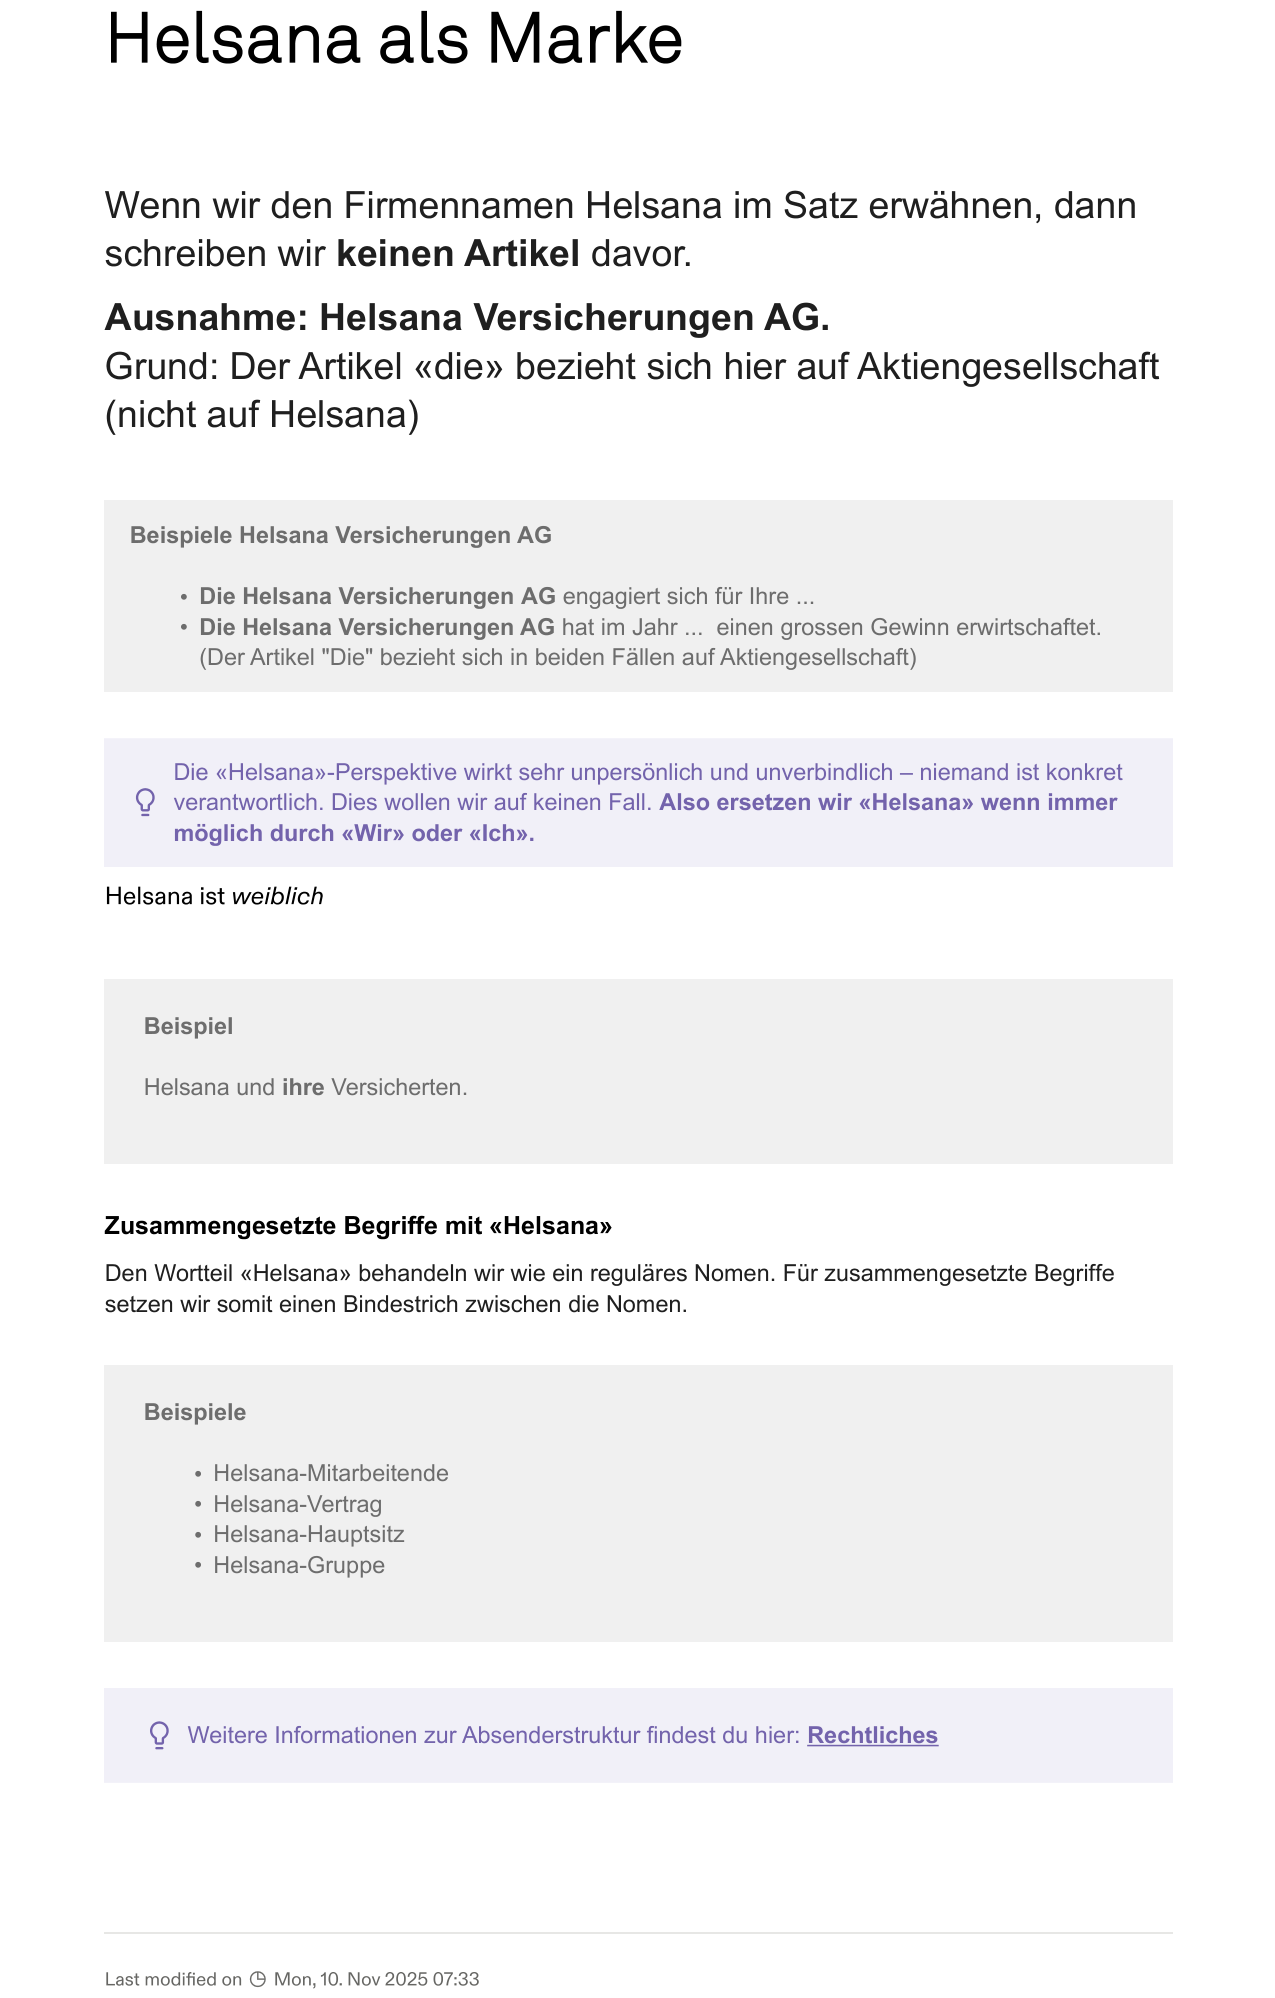 Helsana als Marke
Wenn wir den Firmennamen Helsana im Satz erwähnen, dann
schreiben wir keinen Artikel davor.
Ausnahme: Helsana Versicherungen AG.
Grund: Der Artikel «die» bezieht sich hier auf Aktiengesellschaft
(nicht auf Helsana)
Beispiele Helsana Versicherungen AG
• Die Helsana Versicherungen AG engagiert sich für Ihre ...
• Die Helsana Versicherungen AG hat im Jahr ... einen grossen Gewinn erwirtschaftet.
(Der Artikel "Die" bezieht sich in beiden Fällen auf Aktiengesellschaft)
Die «Helsana»-Perspektive wirkt sehr unpersönlich und unverbindlich – niemand ist konkret
verantwortlich. Dies wollen wir auf keinen Fall. Also ersetzen wir «Helsana» wenn immer
möglich durch «Wir» oder «Ich».
Helsana ist weiblich
Beispiel
Helsana und ihre Versicherten.
Zusammengesetzte Begriffe mit «Helsana»
Den Wortteil «Helsana» behandeln wir wie ein reguläres Nomen. Für zusammengesetzte Begriffe
setzen wir somit einen Bindestrich zwischen die Nomen.
Beispiele
• Helsana-Mitarbeitende
• Helsana-Vertrag
• Helsana-Hauptsitz
• Helsana-Gruppe
Weitere Informationen zur Absenderstruktur findest du hier: Rechtliches
Last modified on Mon, 10. Nov 2025 07:33